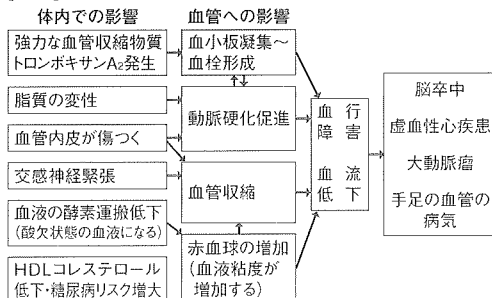 体内での影響
血管への影響
強力な血管収縮物質
トロンボキサンA₂発生
血小板凝集～
血栓形成
脂質の変性
動脈硬化促進
血管内皮が傷つく
交感神経緊張
血管収縮
血液の酵素運搬低下
(酸欠状態の血液になる)
赤血球の増加
(血液粘度が
増加する)
HDLコレステロール
低下・糖尿病リスク増大
血行
障害
血流
低下
脳卒中
虚血性心疾患
大動脈瘤
手足の血管の
病気